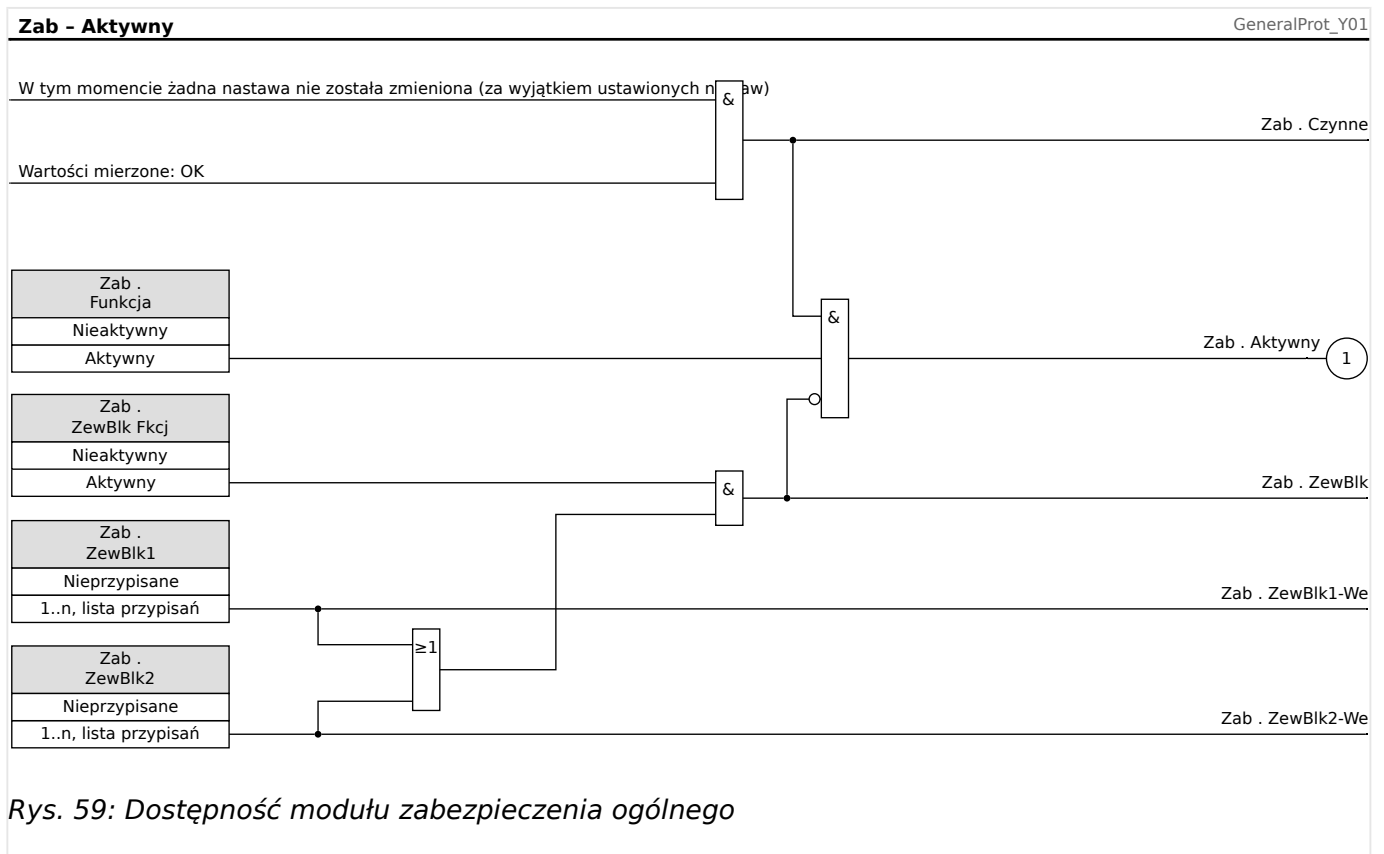 Zab – Aktywny
GeneralProt_Y01
W tym momencie żadna nastawa nie została zmieniona (za wyjątkiem ustawionych
&
Zab . Czynne
Wartości mierzone: OK
Zab .
Funkcja
Nieaktywny
Aktywny
&
Zab . Aktywny
1
Zab .
ZewBlk Fkcj
Nieaktywny
Aktywny
&
Zab . ZewBlk
Zab .
ZewBlk1
Nieprzypisane
1..n, lista przypisań
Zab . ZewBlk1-We
≥1
Zab .
ZewBlk2
Nieprzypisane
1..n, lista przypisań
Zab . ZewBlk2-We
Rys. 59: Dostępność modułu zabezpieczenia ogólnego